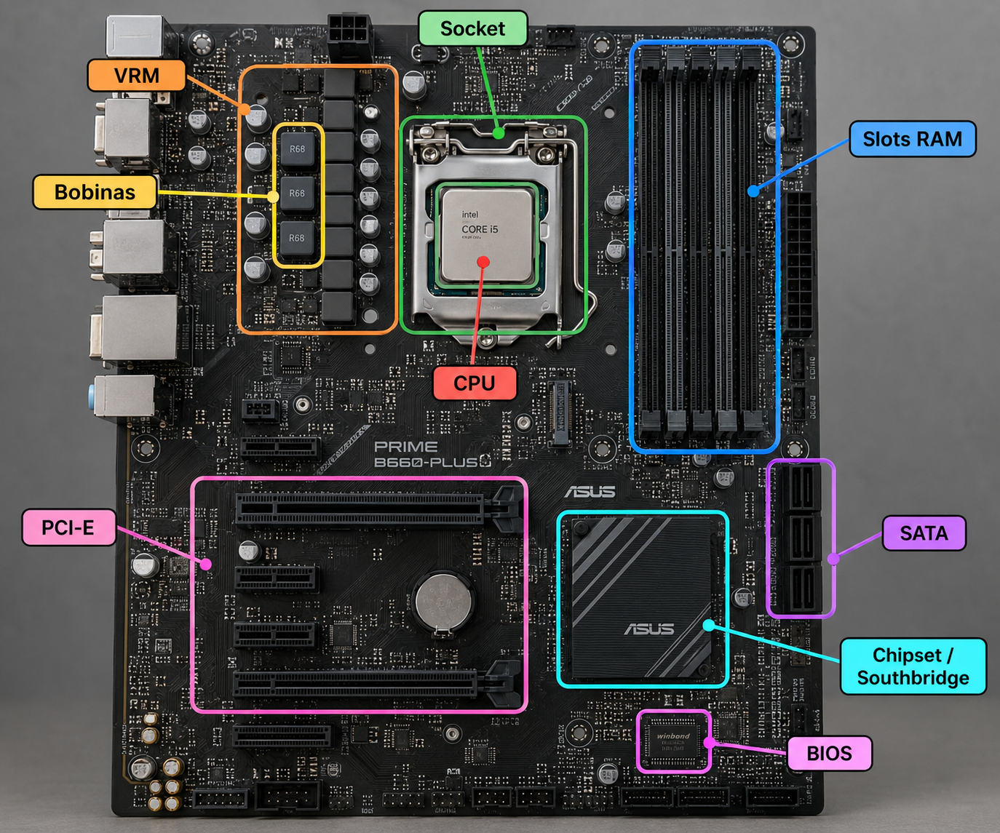 Socket
VRM
Slots RAM
R68
Bobinas
R68
R68
intel
CORE i5
CPU
PRIME
B660-PLUS
ASUS
PCI-E
SATA
ASUS
Chipset /
Southbridge
winbond
BIOS